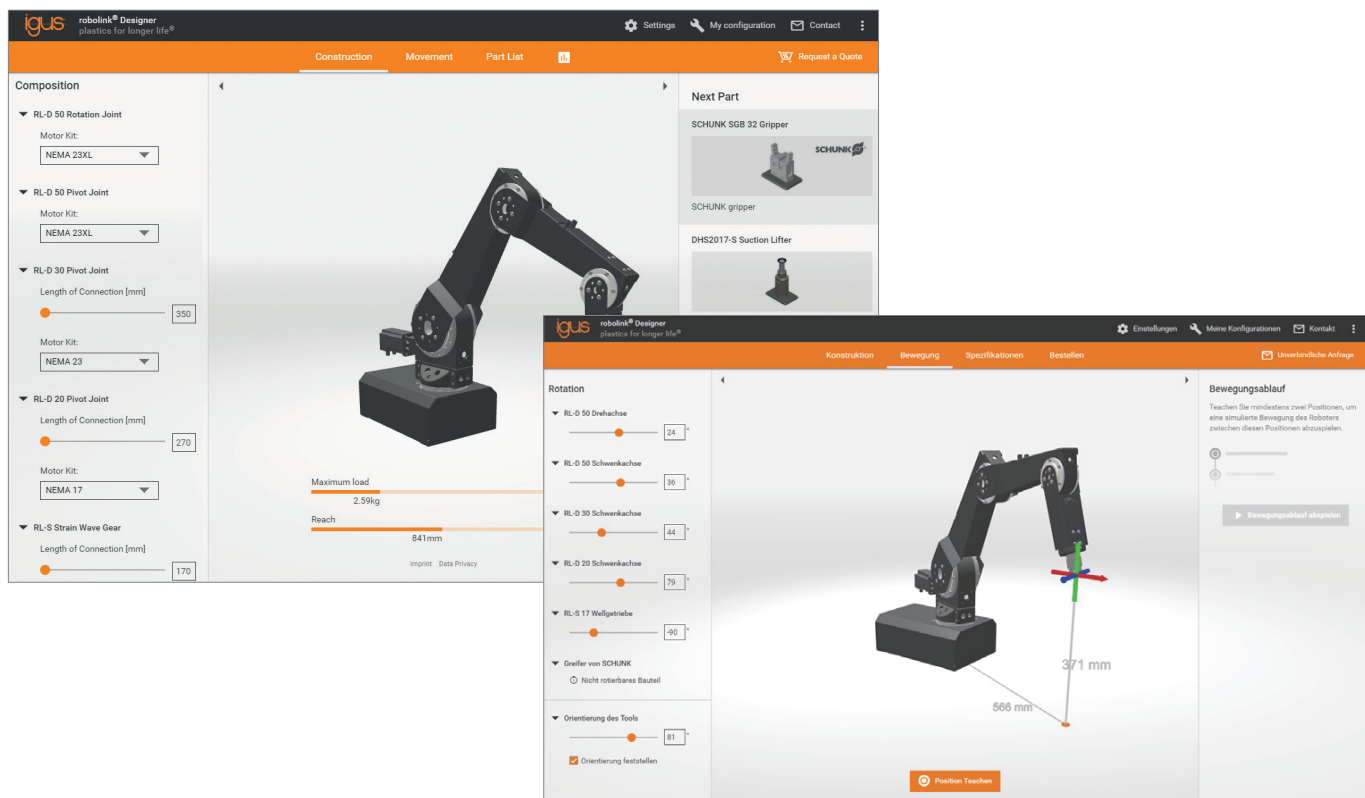 igus
robolink® Designer
plastics for longer life®
Settings
My configuration
Contact
Construction
Movement
Part List
Request a Quote
Composition
RL-D 50 Rotation Joint
Motor Kit:
NEMA 23XL
RL-D 50 Pivot Joint
Motor Kit:
NEMA 23XL
RL-D 30 Pivot Joint
Length of Connection [mm]
350
Motor Kit:
NEMA 23
RL-D 20 Pivot Joint
Length of Connection [mm]
270
Motor Kit:
NEMA 17
RL-S Strain Wave Gear
Length of Connection [mm]
170
Maximum load
2.59kg
Reach
841mm
Imprint Data Privacy
Next Part
SCHUNK SGB 32 Gripper
SCHUNK
SCHUNK gripper
DHS2017-S Suction Lifter
igus
robolink® Designer
plastics for longer life®
Einstellungen
Meine Konfigurationen
Kontakt
Konstruktion
Bewegung
Spezifikationen
Bestellen
Unverbindliche Anfrage
Rotation
RL-D 50 Drehachse
24 °
RL-D 50 Schwenkachse
36 °
RL-D 30 Schwenkachse
44 °
RL-D 20 Schwenkachse
79 °
RL-S 17 Wellgetriebe
-90 °
Greifer von SCHUNK
Nicht rotierbares Bauteil
Orientierung des Tools
81 °
Orientierung feststellen
371 mm
566 mm
Position Teachen
Bewegungsablauf
Teachen Sie mindestens zwei Positionen, um
eine simulierte Bewegung des Roboters
zwischen diesen Positionen abzuspielen.
Bewegungsablauf abspielen